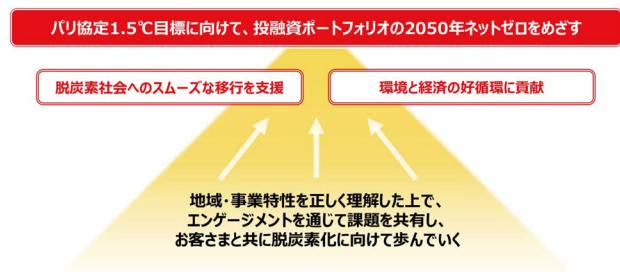 パリ協定1.5℃目標に向けて、投融資ポートフォリオの2050年ネットゼロをめざす
脱炭素社会へのスムーズな移行を支援
環境と経済の好循環に貢献
地域・事業特性を正しく理解した上で、
エンゲージメントを通じて課題を共有し、
お客さまと共に脱炭素化に向けて歩んでいく